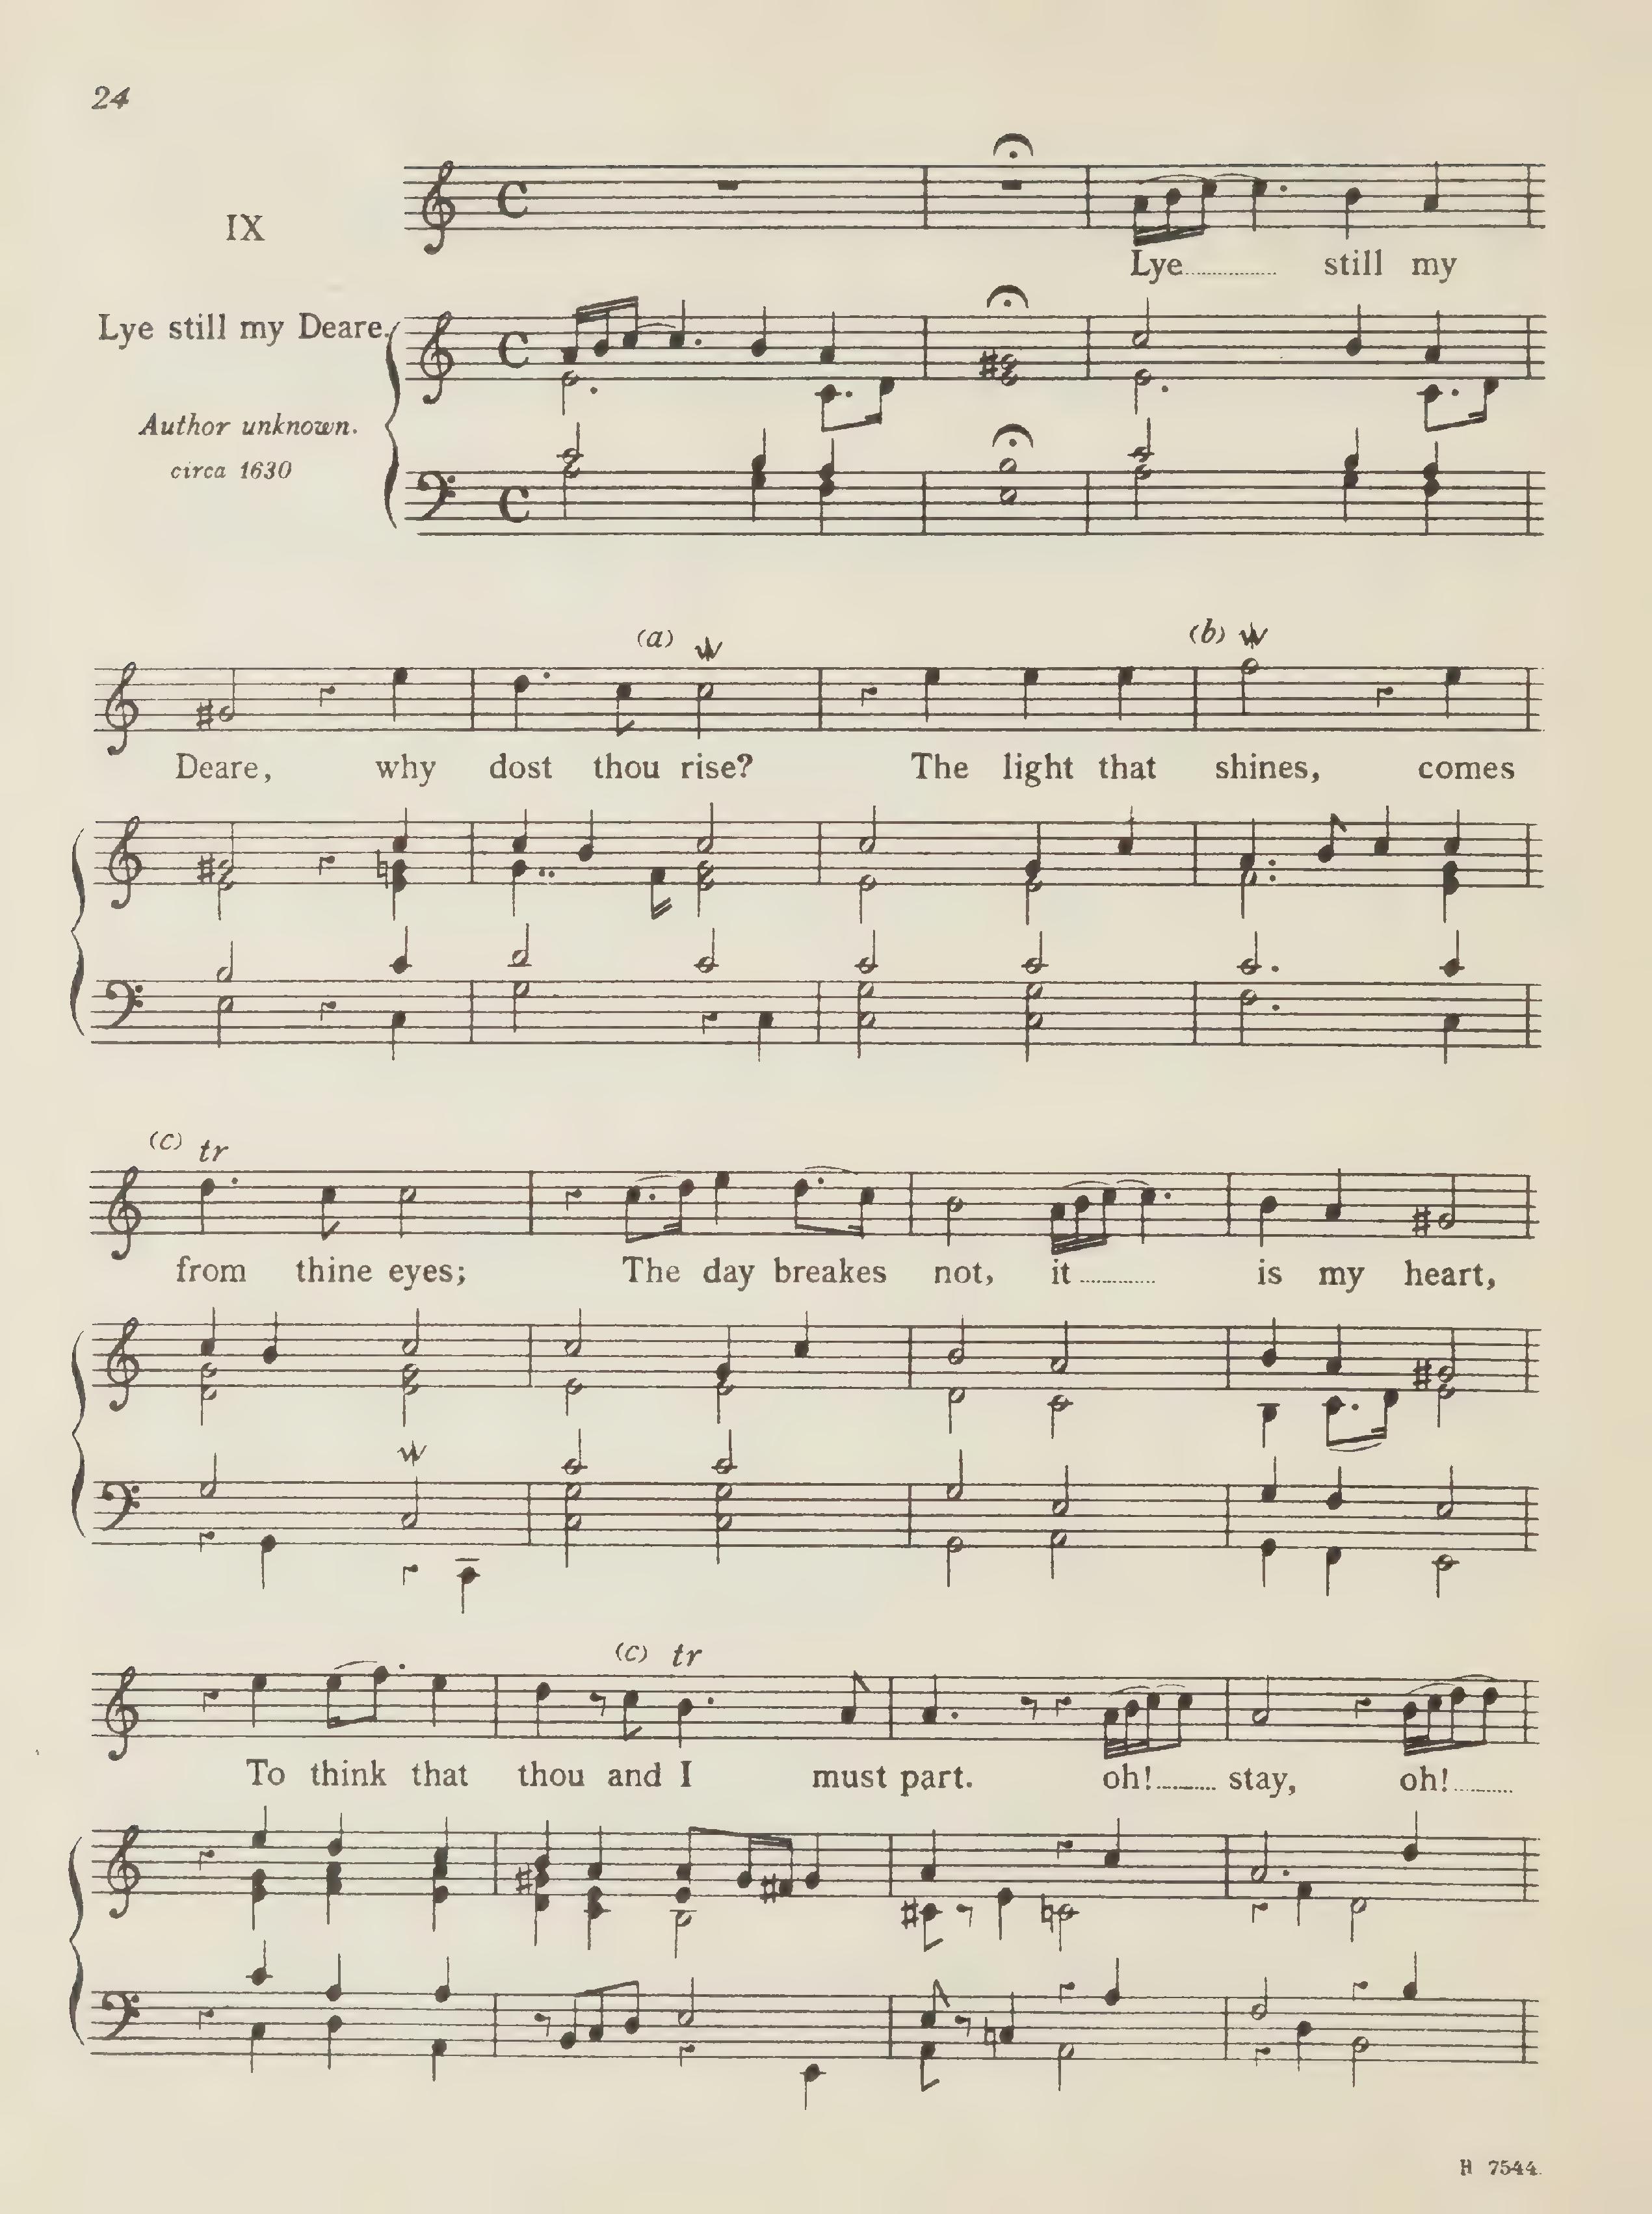 24
IX
Lye still my
Lye still my Deare.
Author unknown.
circa 1630
(a) (b)
Deare, why dost thou rise? The light that shines, comes
(c) tr
from thine eyes; The day breakes not, it is my heart,
(c) tr
To think that thou and I must part. oh! stay, oh!
H 7544.